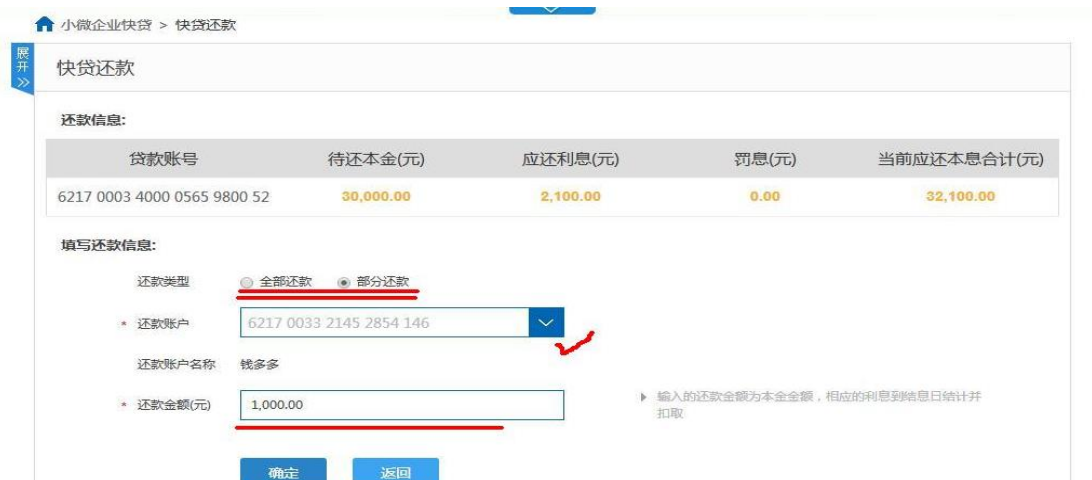 小微企业快贷 > 快贷还款
展开 >>
快贷还款
还款信息:
贷款账号 待还本金(元) 应还利息(元) 罚息(元) 当前应还本息合计(元)
6217 0003 4000 0565 9800 52 30,000.00 2,100.00 0.00 32,100.00
填写还款信息:
还款类型 全部还款 部分还款
* 还款账户 6217 0033 2145 2854 146
还款账户名称 钱多多
* 还款金额(元) 1,000.00
输入的还款金额为本金金额，相应的利息到结息日结计并
扣取
确定 返回